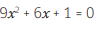 9x² + 6x + 1 = 0